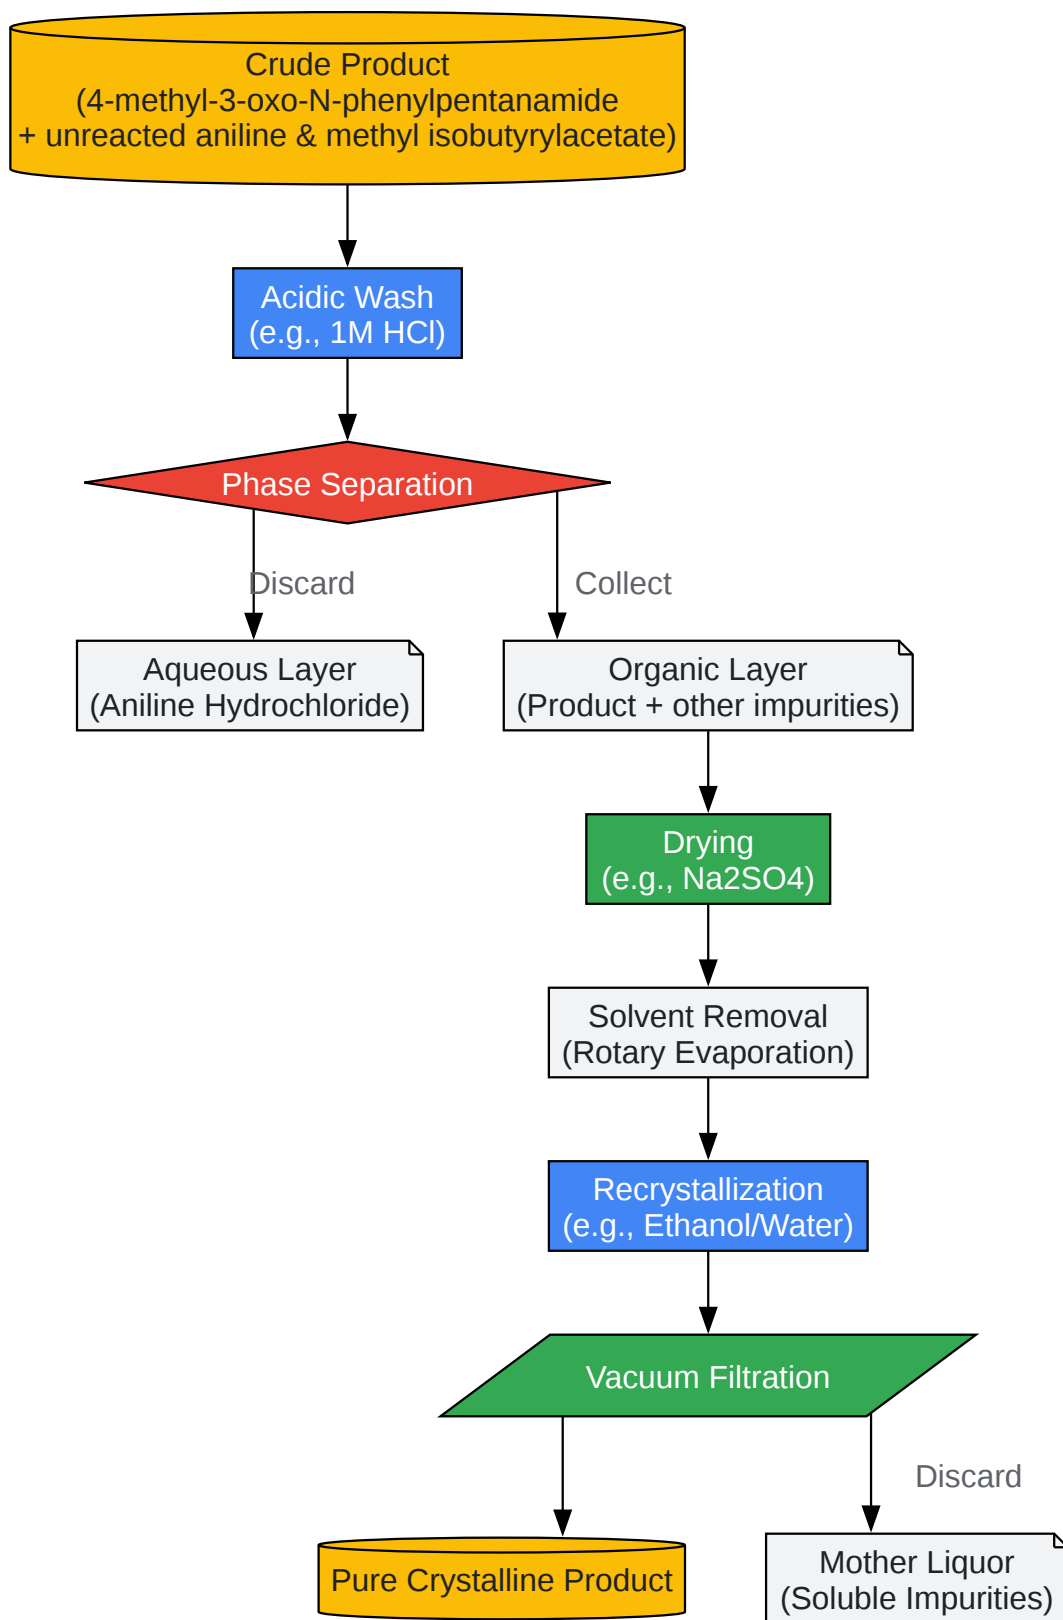 Crude Product
(4-methyl-3-oxo-N-phenylpentanamide
+ unreacted aniline & methyl isobutyrylacetate)
Acidic Wash
(e.g., 1M HCl)
Phase Separation
Discard
Collect
Aqueous Layer
(Aniline Hydrochloride)
Organic Layer
(Product + other impurities)
Drying
(e.g., Na2SO4)
Solvent Removal
(Rotary Evaporation)
Recrystallization
(e.g., Ethanol/Water)
Vacuum Filtration
Discard
Pure Crystalline Product
Mother Liquor
(Soluble Impurities)